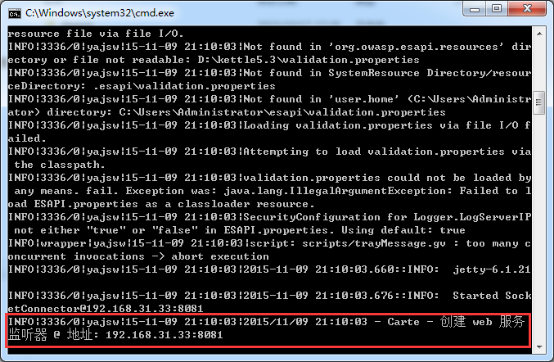 C:\Windows\system32\cmd.exe
resource file via file I/O.
INFO|3336/0|yajsw|15-11-09 21:10:03|Not found in 'org.owasp.esapi.resources' dir
ectory or file not readable: D:\kettle5.3\validation.properties
INFO|3336/0|yajsw|15-11-09 21:10:03|Not found in SystemResource Directory/resour
ceDirectory: .esapi\validation.properties
INFO|3336/0|yajsw|15-11-09 21:10:03|Not found in 'user.home' (C:\Users\Administr
ator) directory: C:\Users\Administrator\esapi\validation.properties
INFO|3336/0|yajsw|15-11-09 21:10:03|Loading validation.properties via file I/O f
ailed.
INFO|3336/0|yajsw|15-11-09 21:10:03|Attempting to load validation.properties via
 the classpath.
INFO|3336/0|yajsw|15-11-09 21:10:03|validation.properties could not be loaded by
 any means. fail. Exception was: java.lang.IllegalArgumentException: Failed to l
oad ESAPI.properties as a classloader resource.
INFO|3336/0|yajsw|15-11-09 21:10:03|SecurityConfiguration for Logger.LogServerIP
 not either "true" or "false" in ESAPI.properties. Using default: true
INFO|wrapper|yajsw|15-11-09 21:10:03|script: scripts/trayMessage.gv : too many c
oncurrent invocations -> abort execution
INFO|3336/0|yajsw|15-11-09 21:10:03|2015-11-09 21:10:03.660::INFO:  jetty-6.1.21
INFO|3336/0|yajsw|15-11-09 21:10:03|2015-11-09 21:10:03.676::INFO:  Started Sock
etConnector@192.168.31.33:8081
INFO|3336/0|yajsw|15-11-09 21:10:03|2015/11/09 21:10:03 - Carte - 创建 web 服务
监听器 @ 地址: 192.168.31.33:8081